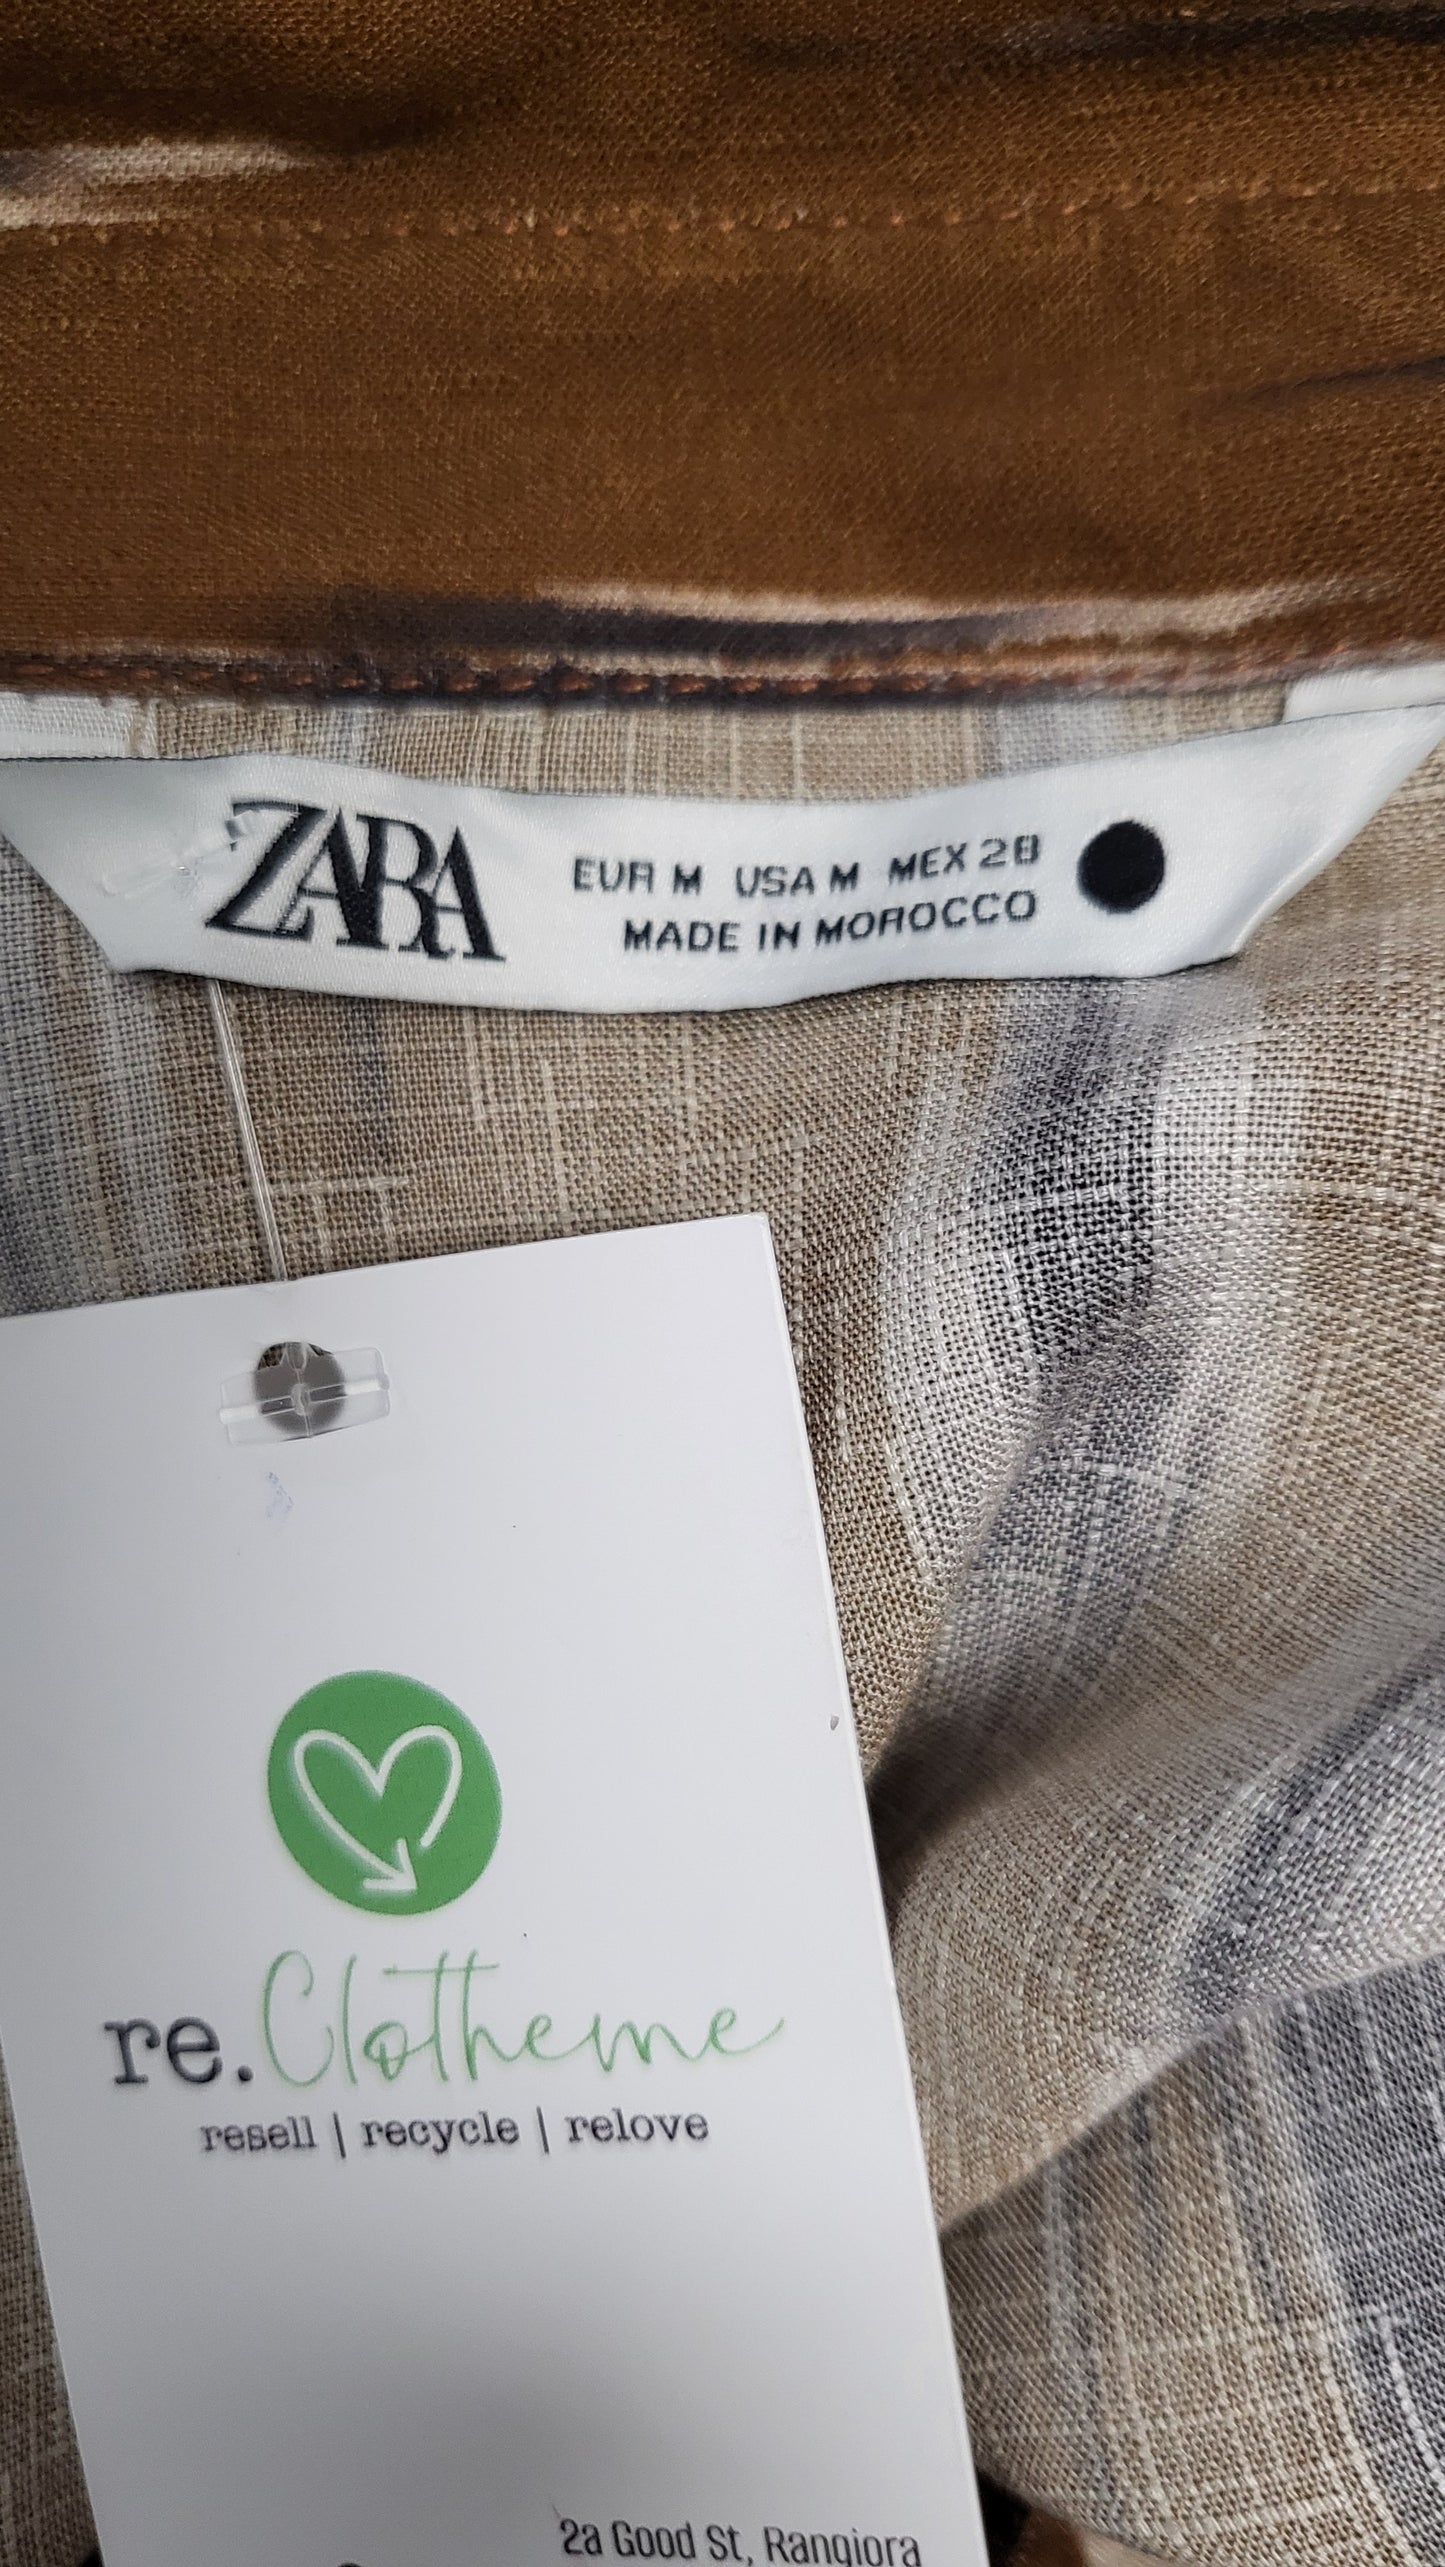 ZARA
EUR M USA M MEX 28
MADE IN MOROCCO
re.Clotheme
resell | recycle | relove
2a Good St, Rangiora